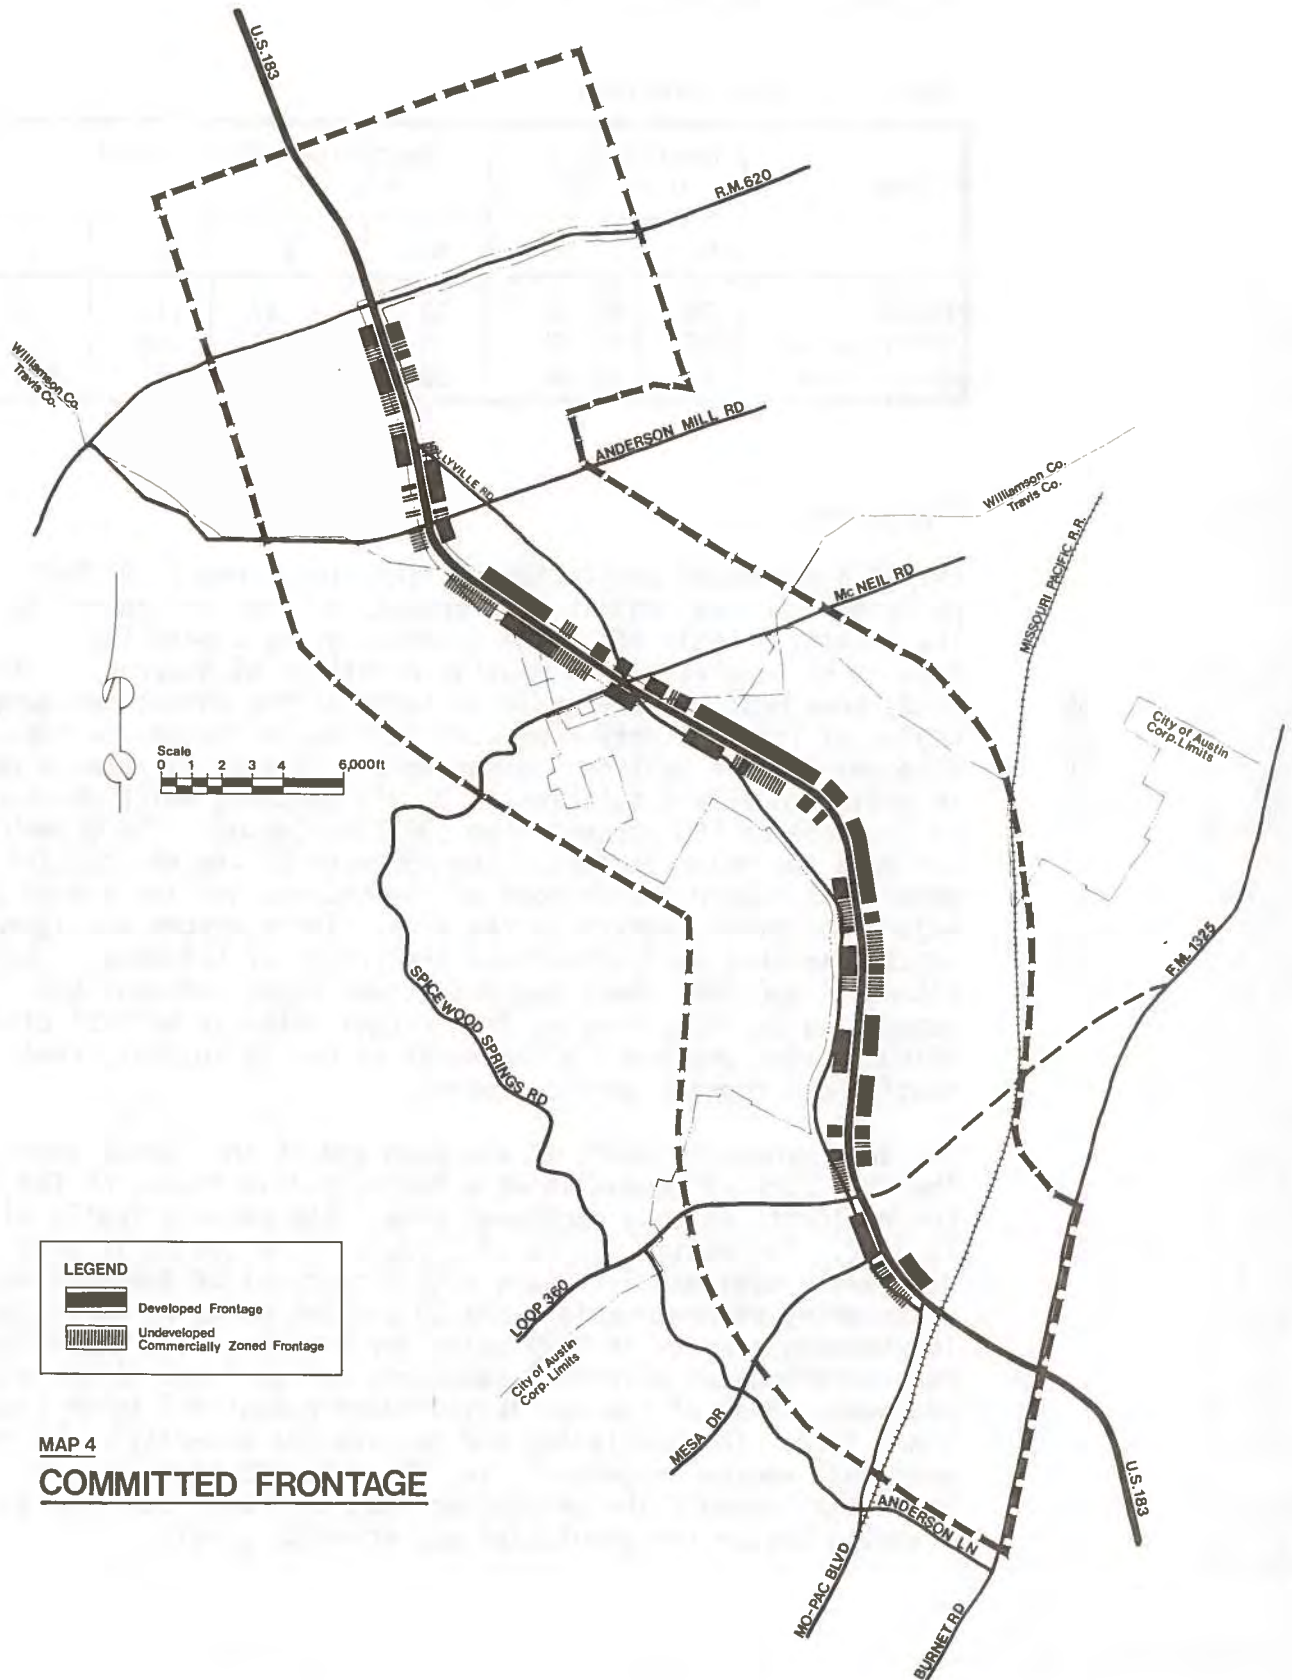 U.S.183
R.M.620
Williamson Co.
Travis Co.
ANDERSON MILL RD
Williamson Co.
Travis Co.
MISSOURI PACIFIC R.R.
McNEIL RD
City of Austin
Corp. Limits
Scale
0 1 2 3 4 6,000ft
F.M. 1325
SPICEWOOD SPRINGS RD
LEGEND
Developed Frontage
Undeveloped
Commercially Zoned Frontage
LOOP 360
City of Austin
Corp. Limits
MESA DR
MAP 4
COMMITTED FRONTAGE
U.S.183
ANDERSON LN
MO-PAC BLVD
BURNET RD